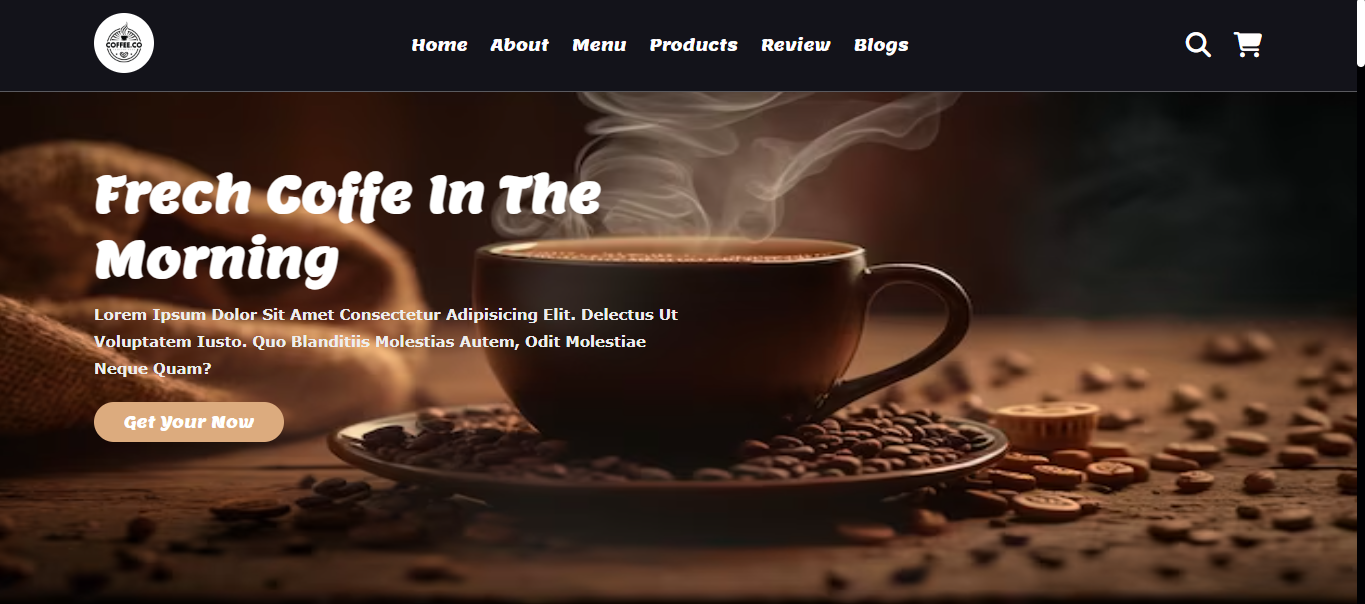 COFFEE.CO
Home About Menu Products Review Blogs
Frech Coffe In The
Morning
Lorem Ipsum Dolor Sit Amet Consectetur Adipisicing Elit. Delectus Ut
Voluptatem Iusto. Quo Blanditiis Molestias Autem, Odit Molestiae
Neque Quam?
Get Your Now